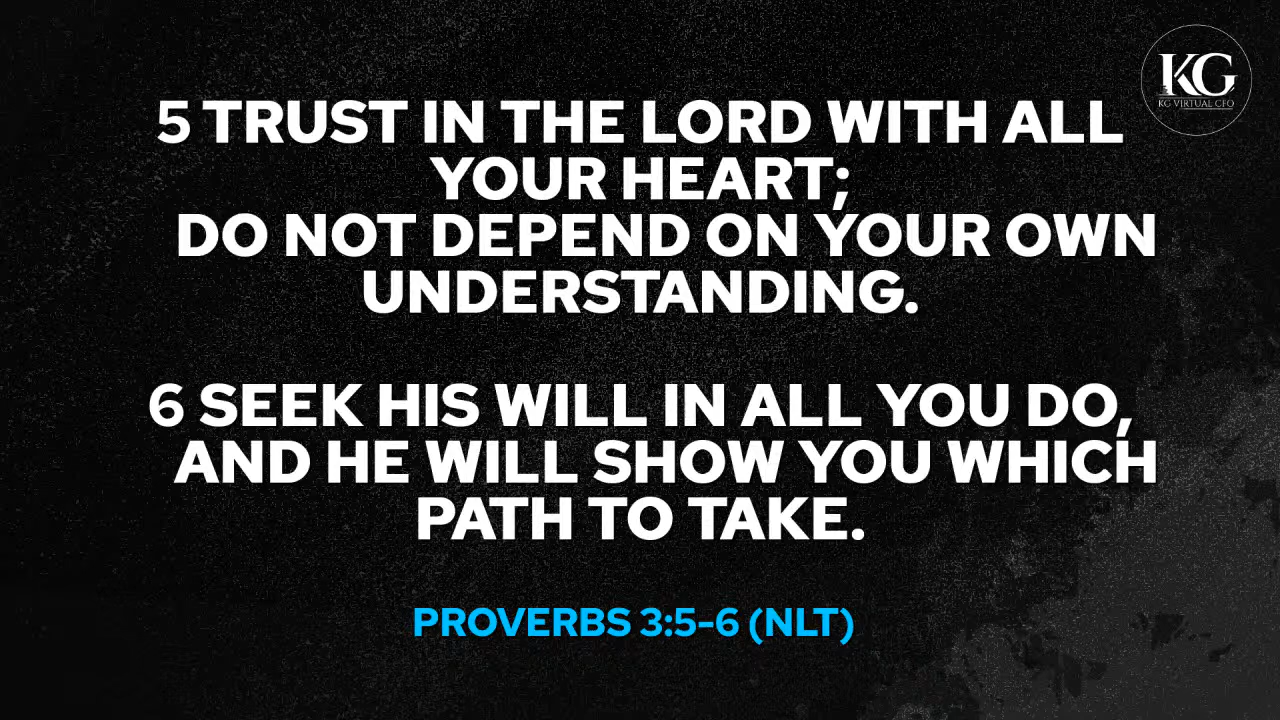 KG
KG VIRTUAL CFO
5 TRUST IN THE LORD WITH ALL
YOUR HEART;
DO NOT DEPEND ON YOUR OWN
UNDERSTANDING.
6 SEEK HIS WILL IN ALL YOU DO,
AND HE WILL SHOW YOU WHICH
PATH TO TAKE.
PROVERBS 3:5-6 (NLT)